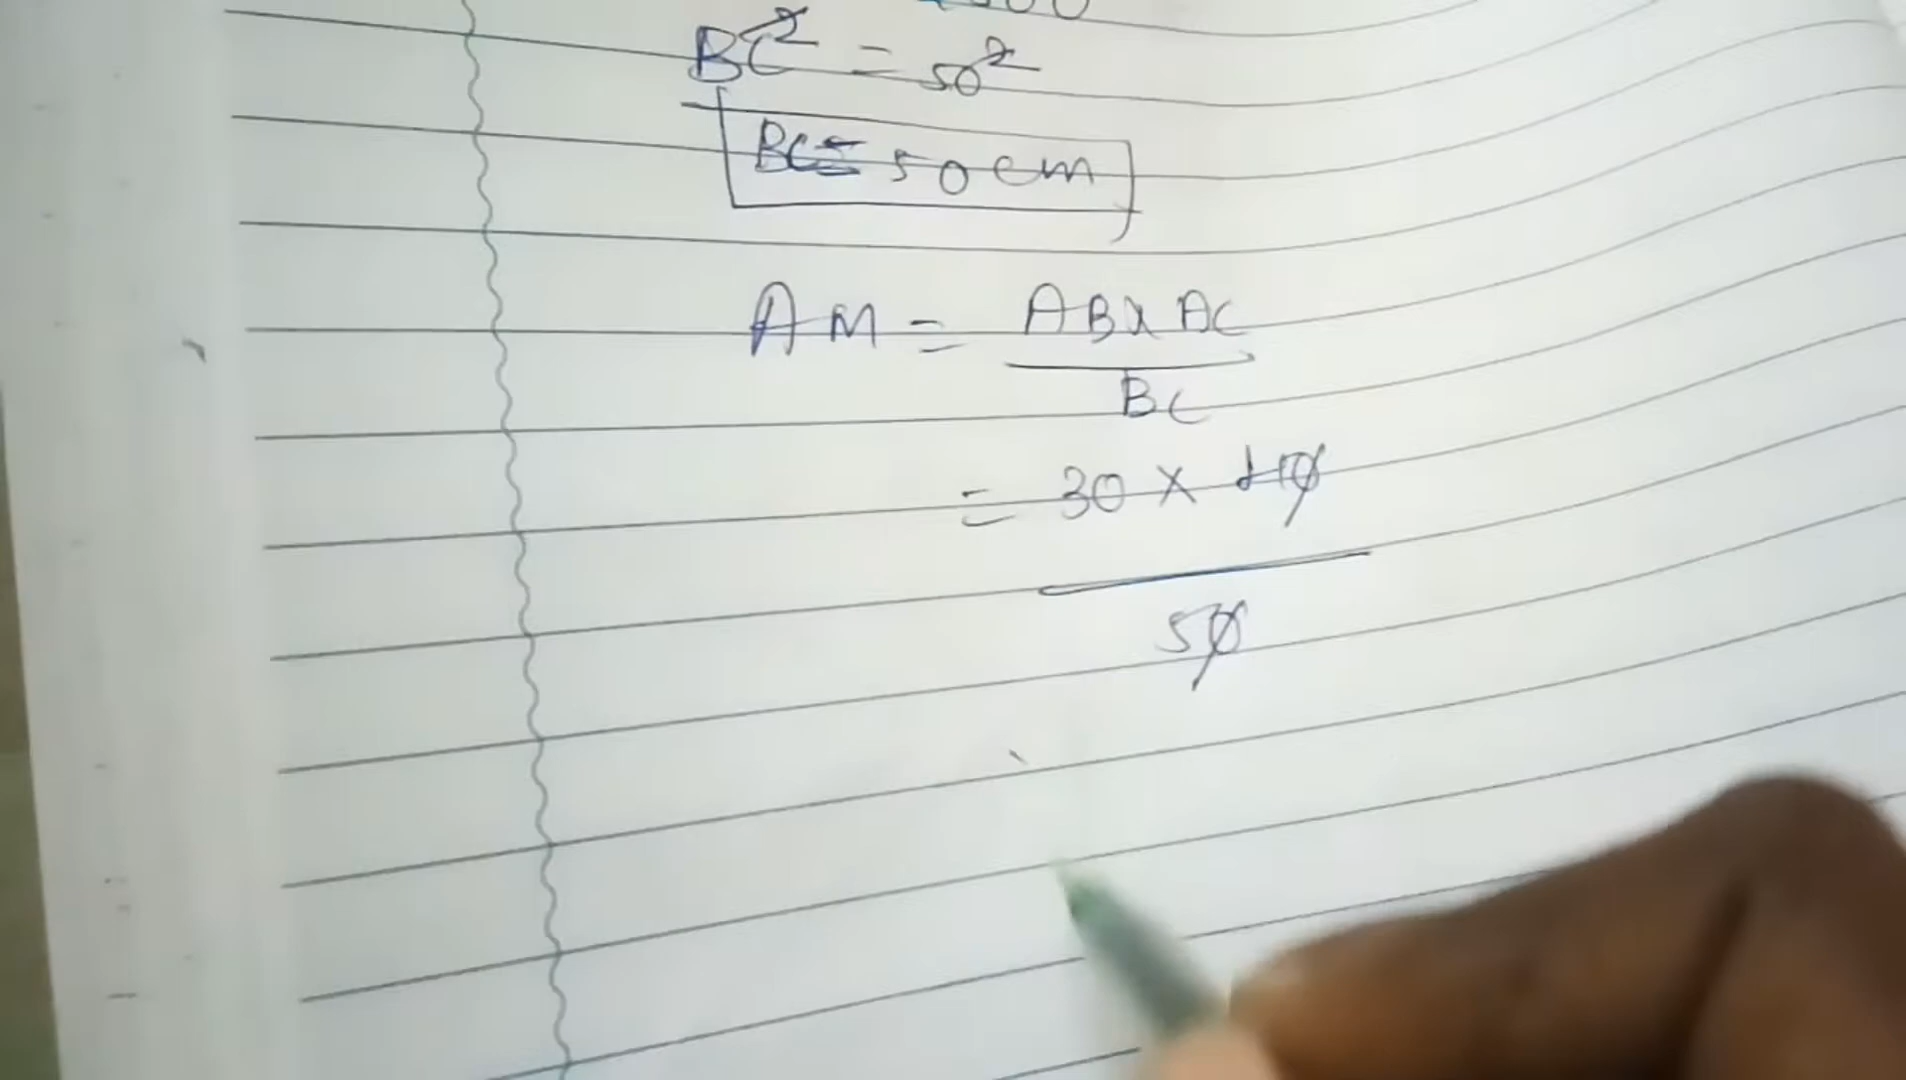 BC² = 50²
BC = 50 cm
AM = AB x AC
BC
= 30 x 40
50